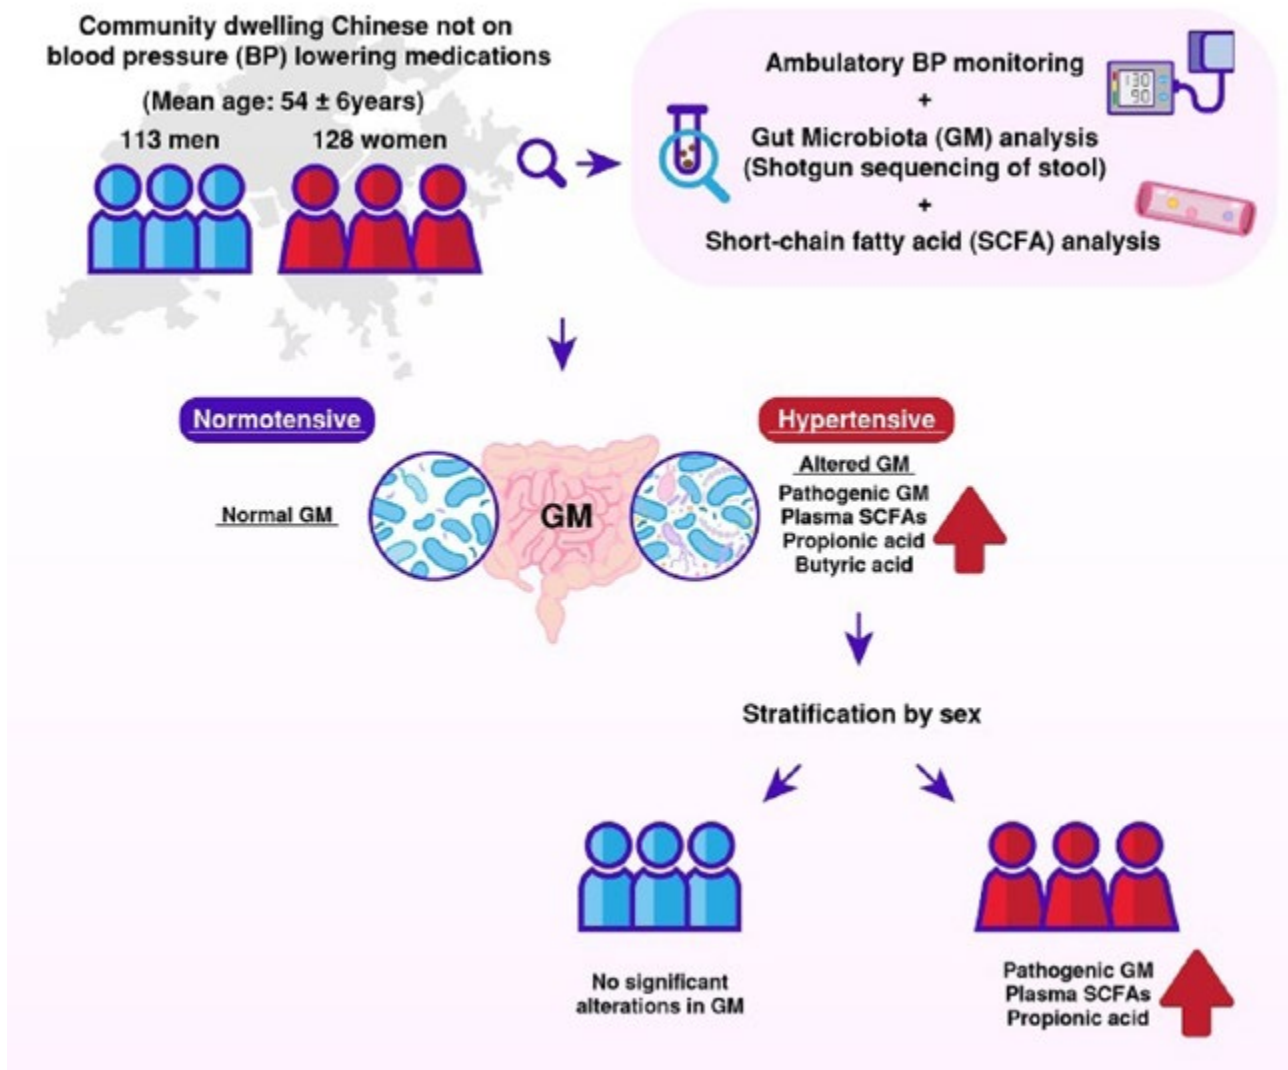 Community dwelling Chinese not on
blood pressure (BP) lowering medications
(Mean age: 54 ± 6years)
113 men
128 women
Ambulatory BP monitoring
+
Gut Microbiota (GM) analysis
(Shotgun sequencing of stool)
+
Short-chain fatty acid (SCFA) analysis
130
90
Normotensive
Normal GM
GM
Hypertensive
Altered GM
Pathogenic GM
Plasma SCFAs
Propionic acid
Butyric acid
Stratification by sex
No significant
alterations in GM
Pathogenic GM
Plasma SCFAs
Propionic acid